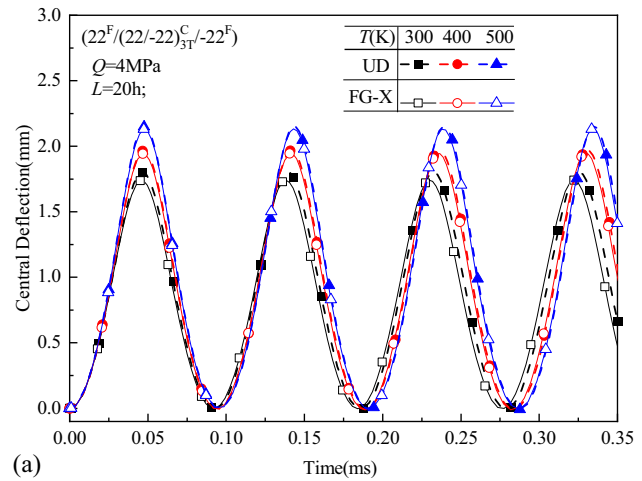 (22^F/(22/-22)^C_3T/-22^F)
Q=4MPa
L=20h;
T(K) 300 400 500
UD
FG-X
3.0
2.5
2.0
1.5
1.0
0.5
0.0
Central Deflection(mm)
0.00 0.05 0.10 0.15 0.20 0.25 0.30 0.35
Time(ms)
(a)